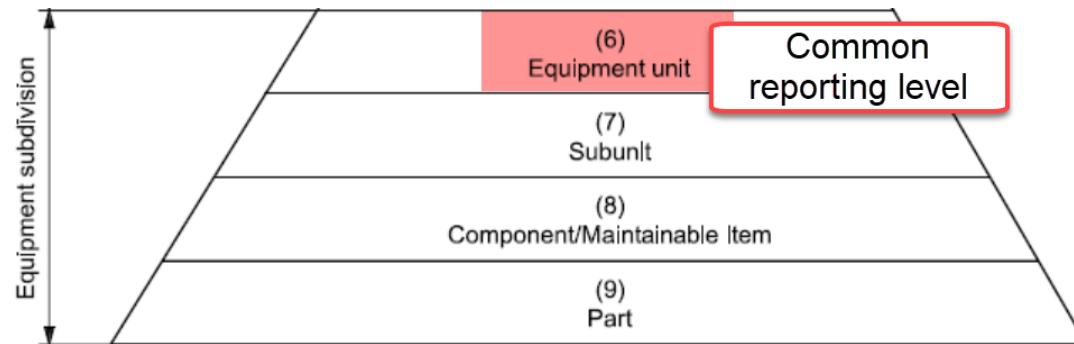 Equipment subdivision
(6)
Equipment unit
Common
reporting level
(7)
Subunit
(8)
Component/Maintainable Item
(9)
Part